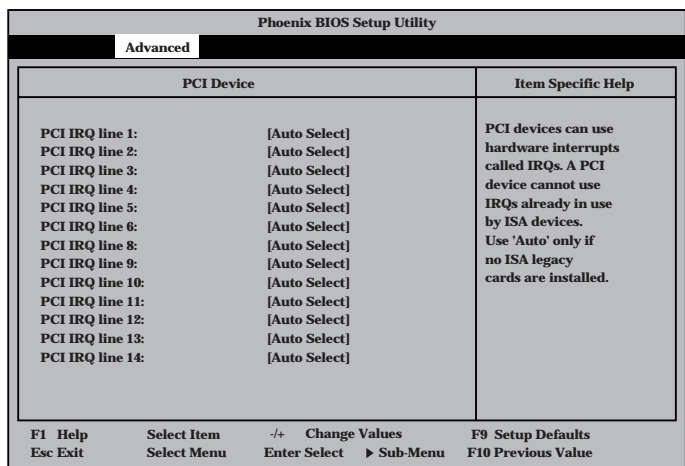 Phoenix BIOS Setup Utility
Advanced
PCI Device
Item Specific Help
PCI IRQ line 1: [Auto Select]
PCI IRQ line 2: [Auto Select]
PCI IRQ line 3: [Auto Select]
PCI IRQ line 4: [Auto Select]
PCI IRQ line 5: [Auto Select]
PCI IRQ line 6: [Auto Select]
PCI IRQ line 8: [Auto Select]
PCI IRQ line 9: [Auto Select]
PCI IRQ line 10: [Auto Select]
PCI IRQ line 11: [Auto Select]
PCI IRQ line 12: [Auto Select]
PCI IRQ line 13: [Auto Select]
PCI IRQ line 14: [Auto Select]
PCI devices can use
hardware interrupts
called IRQs. A PCI
device cannot use
IRQs already in use
by ISA devices.
Use 'Auto' only if
no ISA legacy
cards are installed.
F1 Help Select Item -/+ Change Values F9 Setup Defaults
Esc Exit Select Menu Enter Select ▶ Sub-Menu F10 Previous Value